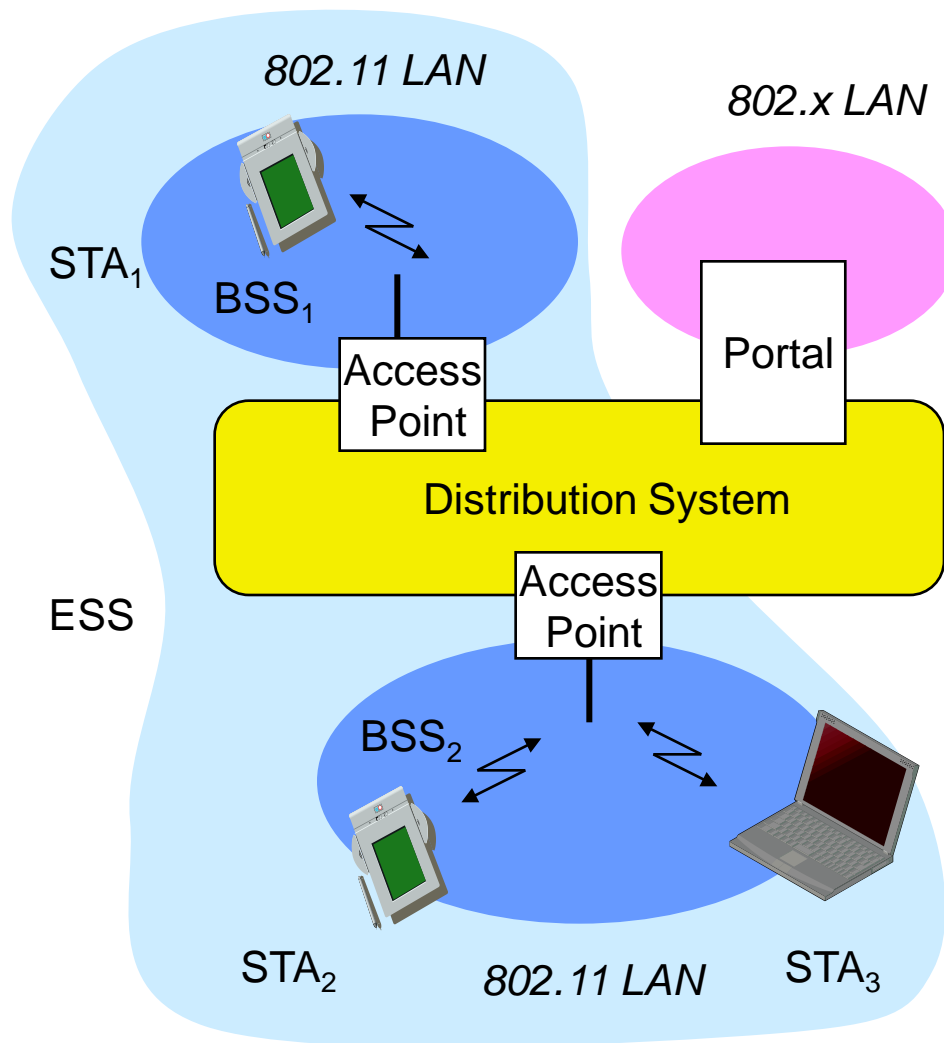 802.11 LAN
802.x LAN
STA₁
BSS₁
Access
Point
Portal
Distribution System
Access
Point
ESS
BSS₂
STA₂
802.11 LAN
STA₃